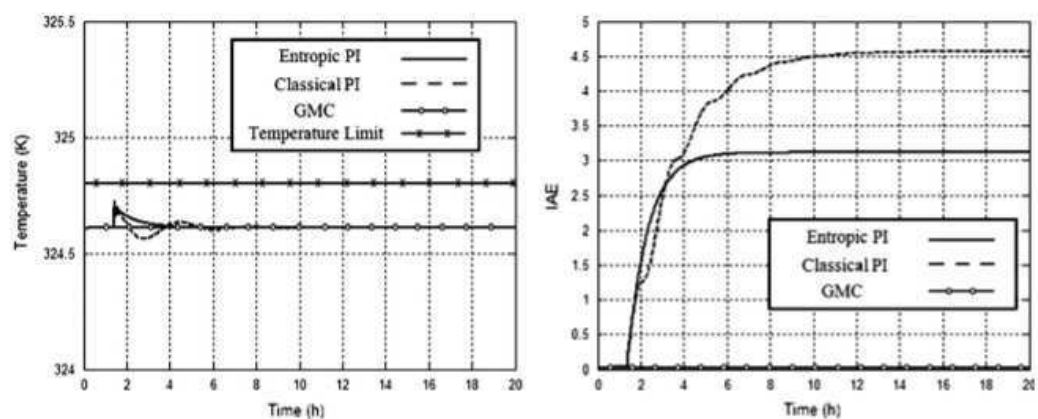 325.5
325
324.5
324
Temperature (K)
Entropic PI
Classical PI
GMC
Temperature Limit
0 2 4 6 8 10 12 14 16 18 20
Time (h)
5
4.5
4
3.5
3
2.5
2
1.5
1
0.5
0
IAE
Entropic PI
Classical PI
GMC
0 2 4 6 8 10 12 14 16 18 20
Time (h)